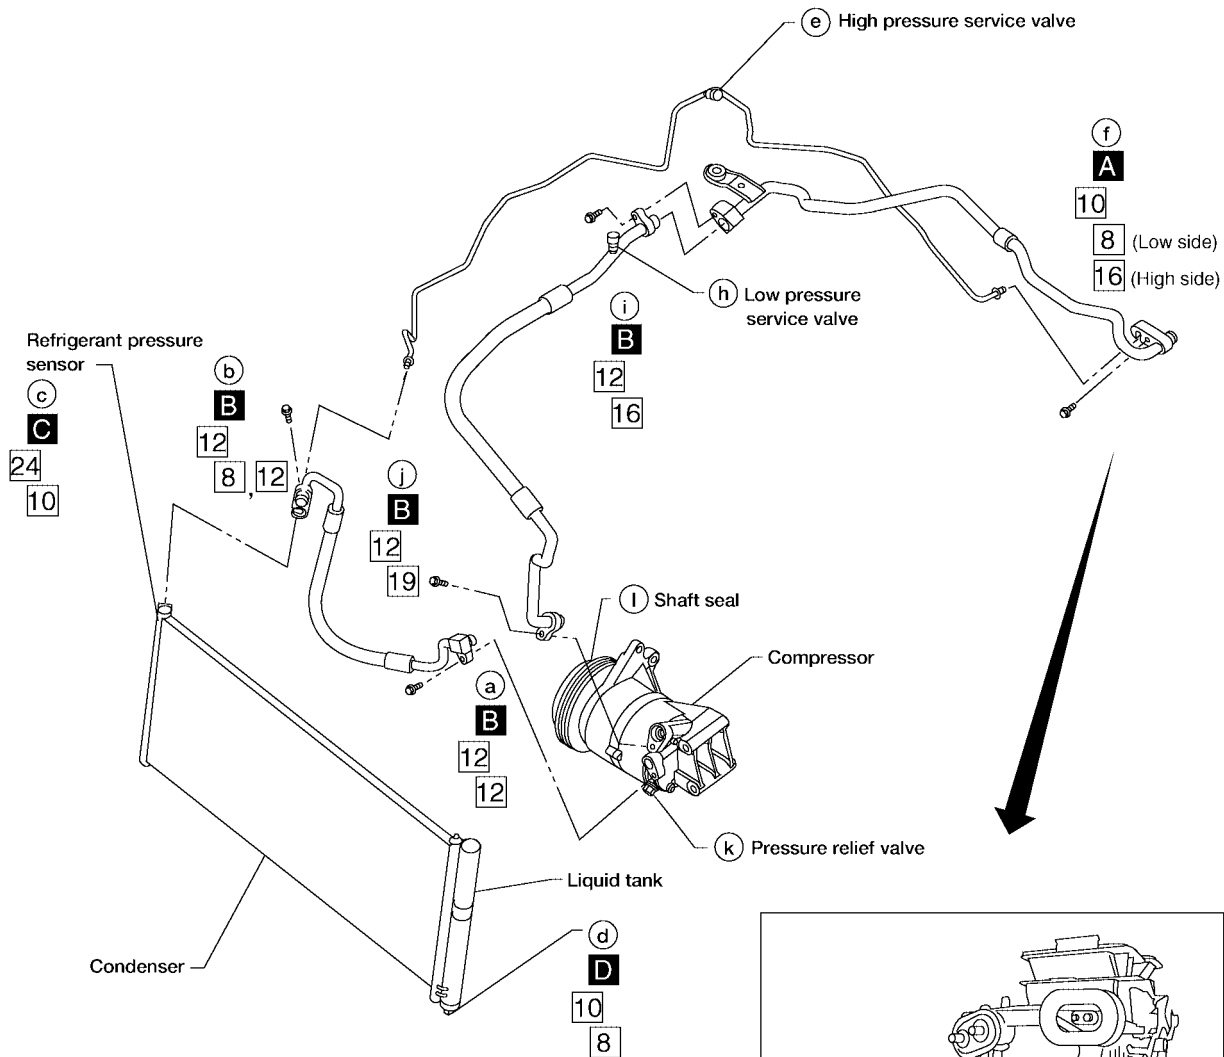 e High pressure service valve
f
A
10
8 (Low side)
16 (High side)
h Low pressure
service valve
i
B
12
16
Refrigerant pressure
sensor
c
C
24
10
b
B
12
8 , 12
j
B
12
19
l Shaft seal
Compressor
a
B
12
12
k Pressure relief valve
Liquid tank
Condenser
d
D
10
8